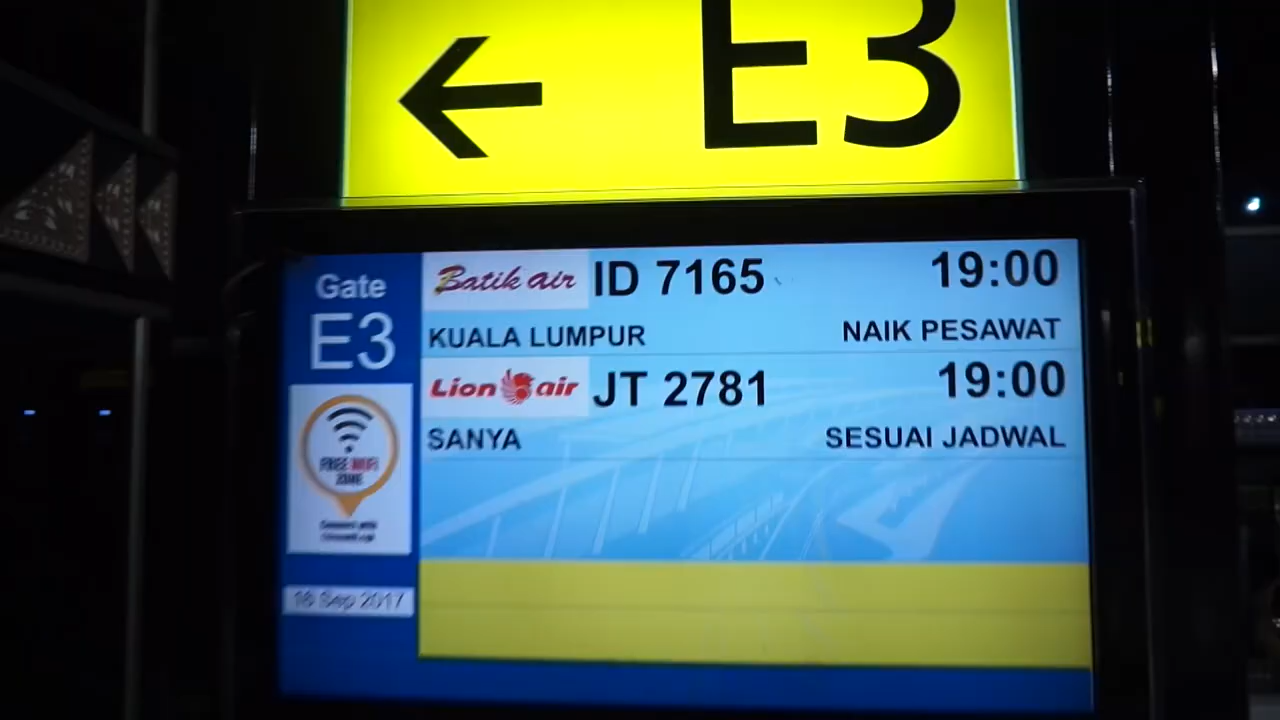 ← E3
Gate
E3
Batik air ID 7165 19:00
KUALA LUMPUR NAIK PESAWAT
Lion air JT 2781 19:00
SANYA SESUAI JADWAL
FREE WiFi
ZONE
18 Sep 2017